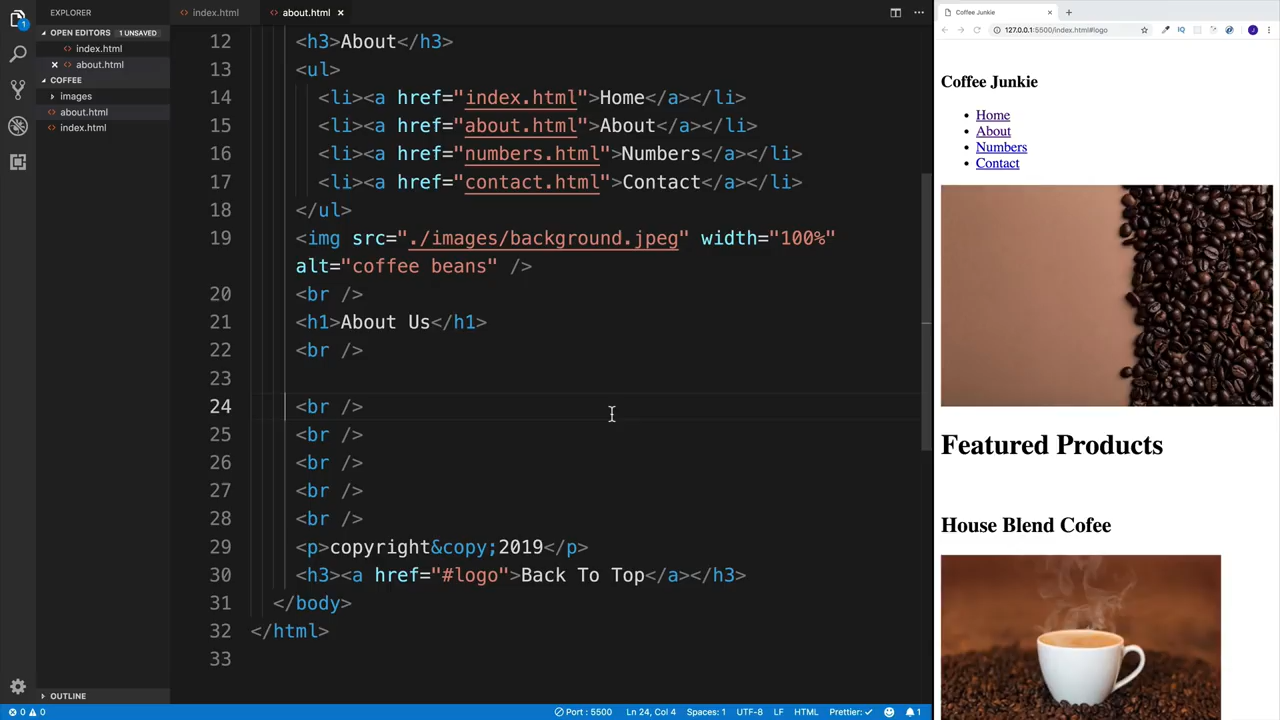 EXPLORER
OPEN EDITORS 1 UNSAVED
index.html
about.html
COFFEE
images
about.html
index.html
OUTLINE
1
index.html
about.html ×
12 <h3>About</h3>
13 <ul>
14 <li><a href="index.html">Home</a></li>
15 <li><a href="about.html">About</a></li>
16 <li><a href="numbers.html">Numbers</a></li>
17 <li><a href="contact.html">Contact</a></li>
18 </ul>
19 <img src="./images/background.jpeg" width="100%"
alt="coffee beans" />
20 <br />
21 <h1>About Us</h1>
22 <br />
23
24 <br />
25 <br />
26 <br />
27 <br />
28 <br />
29 <p>copyright&copy;2019</p>
30 <h3><a href="#logo">Back To Top</a></h3>
31 </body>
32 </html>
33
0 0
Port : 5500 Ln 24, Col 4 Spaces: 1 UTF-8 LF HTML Prettier: ✓ 1
Coffee Junkie
127.0.0.1:5500/index.html#logo
Coffee Junkie
• Home
• About
• Numbers
• Contact
Featured Products
House Blend Cofee